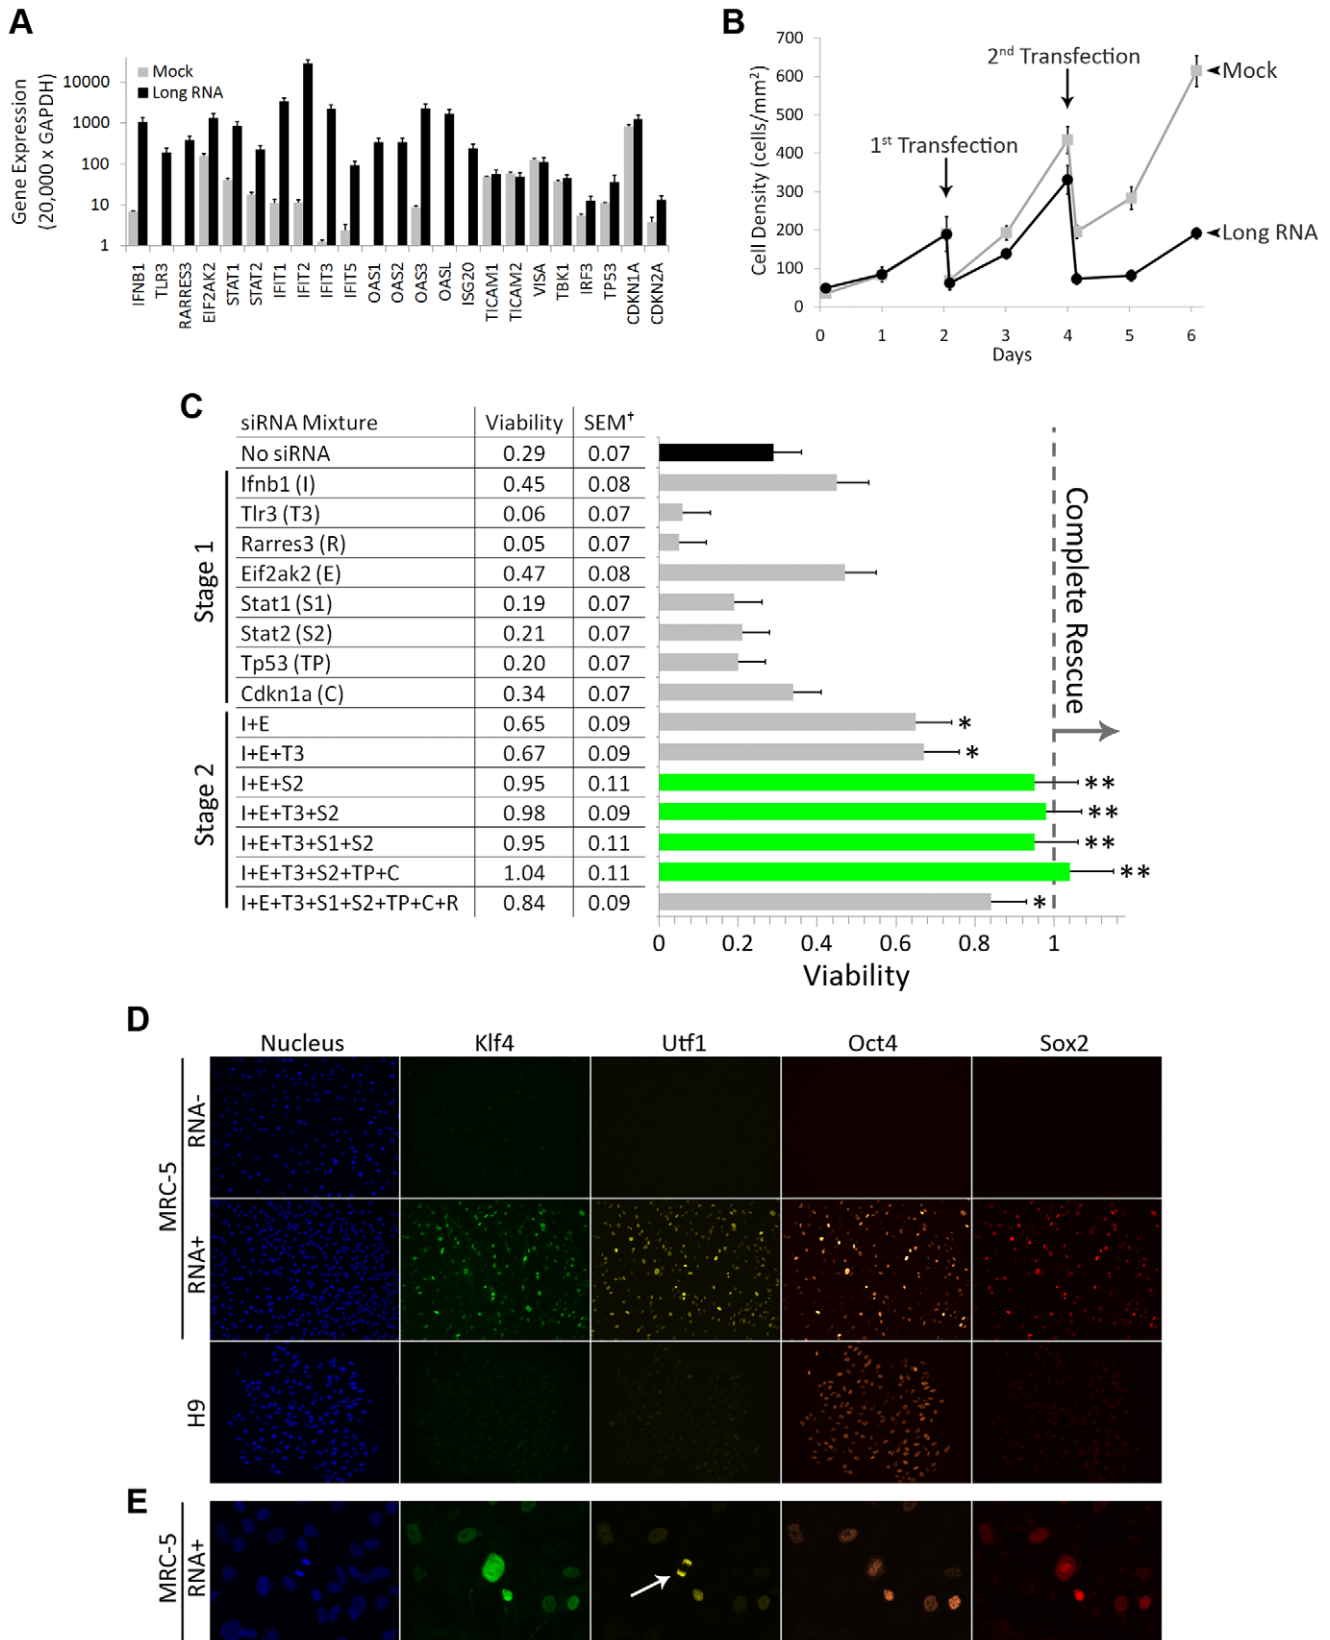 A
Gene Expression
(20,000 x GAPDH)
10000
1000
100
10
1
Mock
Long RNA
IFNB1
TLR3
RARRES3
EIF2AK2
STAT1
STAT2
IFIT1
IFIT2
IFIT3
IFIT5
OAS1
OAS2
OAS3
OASL
ISG20
TICAM1
TICAM2
VISA
TBK1
IRF3
TP53
CDKN1A
CDKN2A
B
Cell Density (cells/mm²)
700
600
500
400
300
200
100
0
1st Transfection
2nd Transfection
Mock
Long RNA
0 1 2 3 4 5 6
Days
C
siRNA Mixture Viability SEM†
No siRNA 0.29 0.07
Stage 1
Ifnb1 (I) 0.45 0.08
Tlr3 (T3) 0.06 0.07
Rarres3 (R) 0.05 0.07
Eif2ak2 (E) 0.47 0.08
Stat1 (S1) 0.19 0.07
Stat2 (S2) 0.21 0.07
Tp53 (TP) 0.20 0.07
Cdkn1a (C) 0.34 0.07
Stage 2
I+E 0.65 0.09 *
I+E+T3 0.67 0.09 *
I+E+S2 0.95 0.11 **
I+E+T3+S2 0.98 0.09 **
I+E+T3+S1+S2 0.95 0.11 **
I+E+T3+S2+TP+C 1.04 0.11 **
I+E+T3+S1+S2+TP+C+R 0.84 0.09 *
Complete Rescue
0 0.2 0.4 0.6 0.8 1
Viability
D
Nucleus Klf4 Utf1 Oct4 Sox2
MRC-5
RNA-
RNA+
H9
E
MRC-5
RNA+